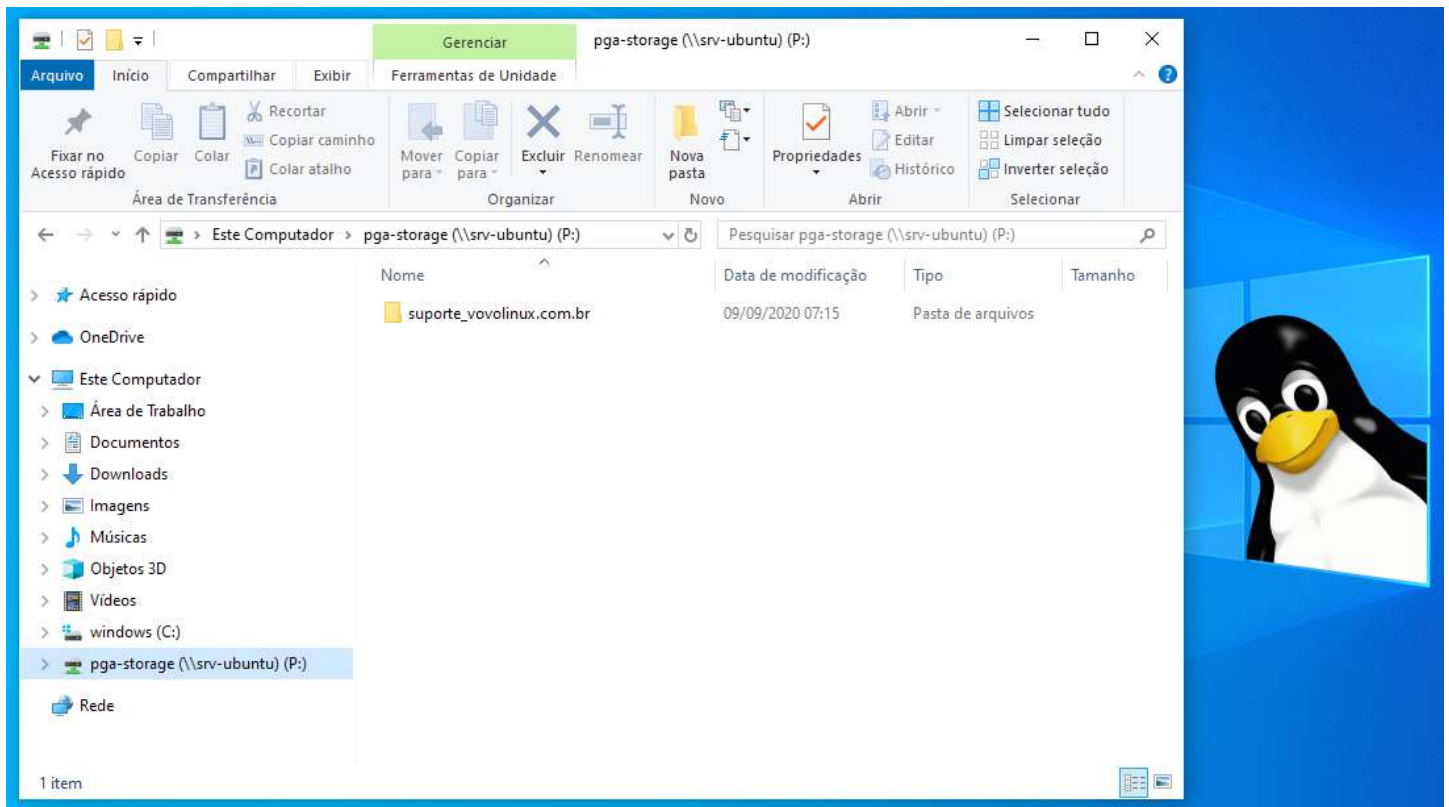 Gerenciar
pga-storage (\\srv-ubuntu) (P:)
Arquivo
Início
Compartilhar
Exibir
Ferramentas de Unidade
Fixar no
Acesso rápido
Copiar
Colar
Recortar
Copiar caminho
Colar atalho
Área de Transferência
Mover
para
Copiar
para
Excluir
Renomear
Organizar
Nova
pasta
Novo
Propriedades
Abrir
Editar
Histórico
Abrir
Selecionar tudo
Limpar seleção
Inverter seleção
Selecionar
Este Computador
pga-storage (\\srv-ubuntu) (P:)
Pesquisar pga-storage (\\srv-ubuntu) (P:)
Acesso rápido
OneDrive
Este Computador
Área de Trabalho
Documentos
Downloads
Imagens
Músicas
Objetos 3D
Vídeos
windows (C:)
pga-storage (\\srv-ubuntu) (P:)
Rede
Nome
Data de modificação
Tipo
Tamanho
suporte_vovolinux.com.br
09/09/2020 07:15
Pasta de arquivos
1 item